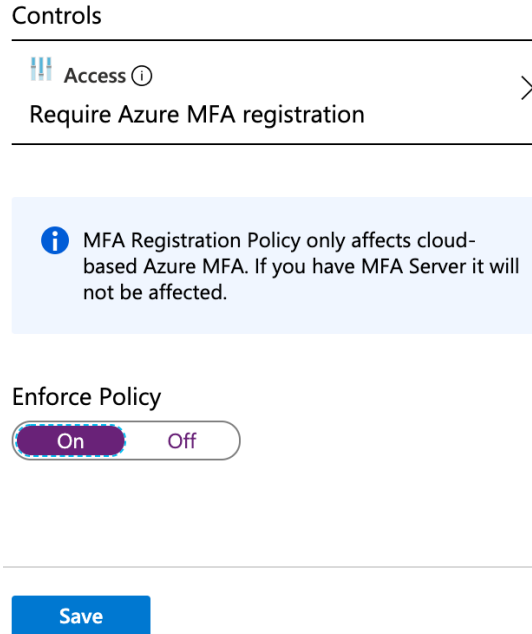 Controls
Access
Require Azure MFA registration
MFA Registration Policy only affects cloud-
based Azure MFA. If you have MFA Server it will
not be affected.
Enforce Policy
On Off
Save